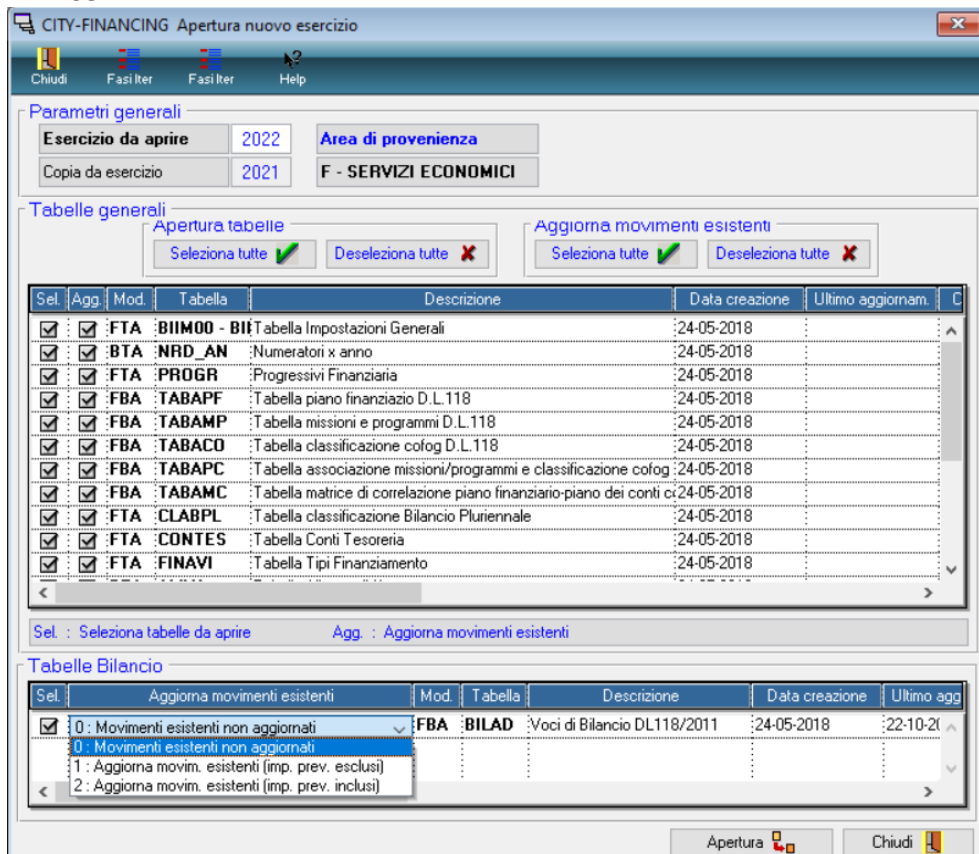 CITY-FINANCING Apertura nuovo esercizio
Chiudi Fasi Iter Fasi Iter Help
Parametri generali
Esercizio da aprire 2022 Area di provenienza
Copia da esercizio 2021 F - SERVIZI ECONOMICI
Tabelle generali
Apertura tabelle Aggiorna movimenti esistenti
Seleziona tutte Deseleziona tutte Seleziona tutte Deseleziona tutte
Sel. Agg. Mod. Tabella Descrizione Data creazione Ultimo aggiornam. C
FTA BIIM00 - BII Tabella Impostazioni Generali 24-05-2018
BTA NRD_AN Numeratori x anno 24-05-2018
FTA PROGR Progressivi Finanziaria 24-05-2018
FBA TABAPF Tabella piano finanziazio D.L.118 24-05-2018
FBA TABAMP Tabella missioni e programmi D.L.118 24-05-2018
FBA TABACO Tabella classificazione cofog D.L.118 24-05-2018
FBA TABAPC Tabella associazione missioni/programmi e classificazione cofog 24-05-2018
FBA TABAMC Tabella matrice di correlazione piano finanziario-piano dei conti 24-05-2018
FTA CLABPL Tabella classificazione Bilancio Pluriennale 24-05-2018
FTA CONTES Tabella Conti Tesoreria 24-05-2018
FTA FINAVI Tabella Tipi Finanziamento 24-05-2018
Sel. : Seleziona tabelle da aprire Agg. : Aggiorna movimenti esistenti
Tabelle Bilancio
Sel. Aggiorna movimenti esistenti Mod. Tabella Descrizione Data creazione Ultimo agg
0 : Movimenti esistenti non aggiornati FBA BILAD Voci di Bilancio DL118/2011 24-05-2018 22-10-20
0 : Movimenti esistenti non aggiornati
1 : Aggiorna movim. esistenti (imp. prev. esclusi)
2 : Aggiorna movim. esistenti (imp. prev. inclusi)
Apertura Chiudi